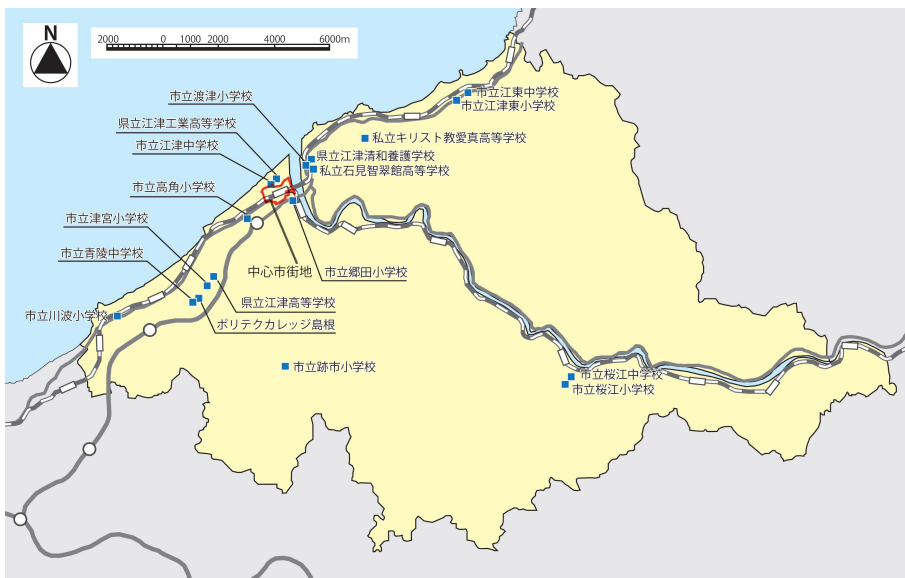 N
2000 0 1000 2000 4000 6000m
市立江東中学校
市立江津東小学校
市立渡津小学校
県立江津工業高等学校
私立キリスト教愛真高等学校
市立江津中学校
県立江津清和養護学校
私立石見智翠館高等学校
市立高角小学校
市立津宮小学校
市立青陵中学校
中心市街地
市立郷田小学校
県立江津高等学校
市立川波小学校
ポリテクカレッジ島根
市立跡市小学校
市立桜江中学校
市立桜江小学校